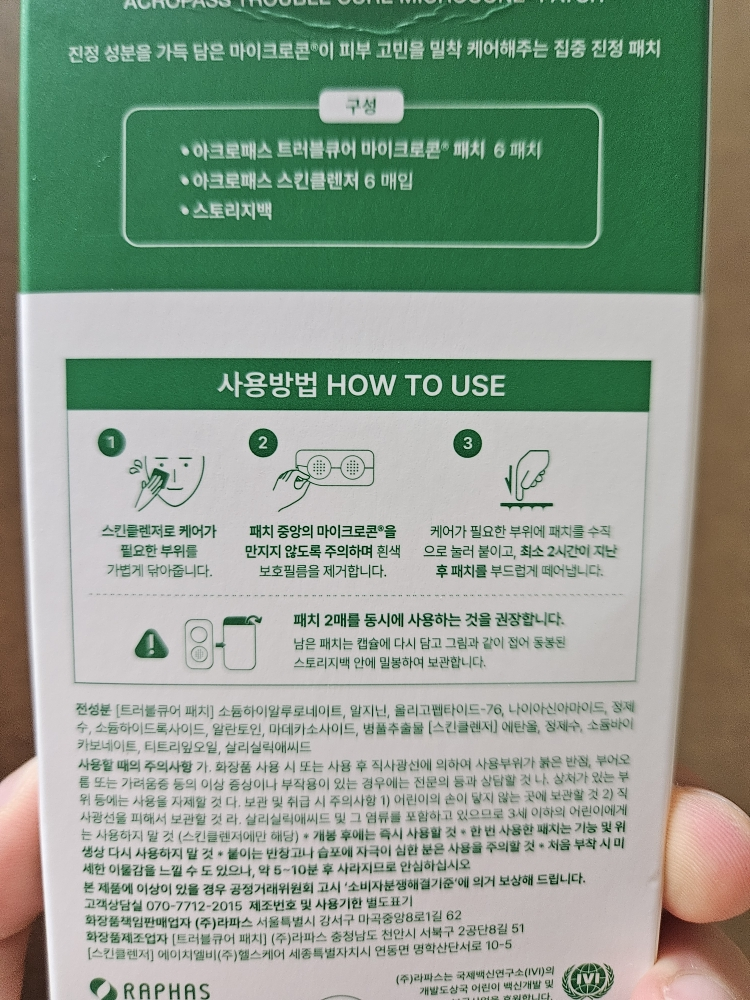 ACROPASS TROUBLE CURE MICROCONE® PATCH
진정 성분을 가득 담은 마이크로콘®이 피부 고민을 밀착 케어해주는 집중 진정 패치
구성
• 아크로패스 트러블큐어 마이크로콘® 패치 6 패치
• 아크로패스 스킨클렌저 6 매입
• 스토리지백
사용방법 HOW TO USE
1
2
3
스킨클렌저로 케어가
필요한 부위를
가볍게 닦아줍니다.
패치 중앙의 마이크로콘®을
만지지 않도록 주의하며 흰색
보호필름을 제거합니다.
케어가 필요한 부위에 패치를 수직
으로 눌러 붙이고, 최소 2시간이 지난
후 패치를 부드럽게 떼어냅니다.
패치 2매를 동시에 사용하는 것을 권장합니다.
남은 패치는 캡슐에 다시 담고 그림과 같이 접어 동봉된
스토리지백 안에 밀봉하여 보관합니다.
전성분 [트러블큐어 패치] 소듐하이알루로네이트, 알지닌, 올리고펩타이드-76, 나이아신아마이드, 정제
수, 소듐하이드록사이드, 알란토인, 마데카소사이드, 병풀추출물 [스킨클렌저] 에탄올, 정제수, 소듐바이
카보네이트, 티트리잎오일, 살리실릭애씨드
사용할 때의 주의사항 가. 화장품 사용 시 또는 사용 후 직사광선에 의하여 사용부위가 붉은 반점, 부어오
름 또는 가려움증 등의 이상 증상이나 부작용이 있는 경우에는 전문의 등과 상담할 것 나. 상처가 있는 부
위 등에는 사용을 자제할 것 다. 보관 및 취급 시 주의사항 1) 어린이의 손이 닿지 않는 곳에 보관할 것 2) 직
사광선을 피해서 보관할 것 라. 살리실릭애씨드 및 그 염류를 포함하고 있으므로 3세 이하의 어린이에게
는 사용하지 말 것 (스킨클렌저에만 해당) * 개봉 후에는 즉시 사용할 것 * 한 번 사용한 패치는 기능 및 위
생상 다시 사용하지 말 것 * 붙이는 반창고나 습포에 자극이 심한 분은 사용을 주의할 것 * 처음 부착 시 미
세한 이물감을 느낄 수 도 있으나, 약 5~10분 후 사라지므로 안심하십시오
본 제품에 이상이 있을 경우 공정거래위원회 고시 '소비자분쟁해결기준'에 의거 보상해 드립니다.
고객상담실 070-7712-2015 제조번호 및 사용기한 별도표기
화장품책임판매업자 (주)라파스 서울특별시 강서구 마곡중앙8로1길 62
화장품제조업자 [트러블큐어 패치] (주)라파스 충청남도 천안시 서북구 2공단8길 51
[스킨클렌저] 에이치엘비(주)헬스케어 세종특별자치시 연동면 명학산단서로 10-5
RAPHAS
(주)라파스는 국제백신연구소(IVI)의
개발도상국 어린이 백신개발 및
IVI